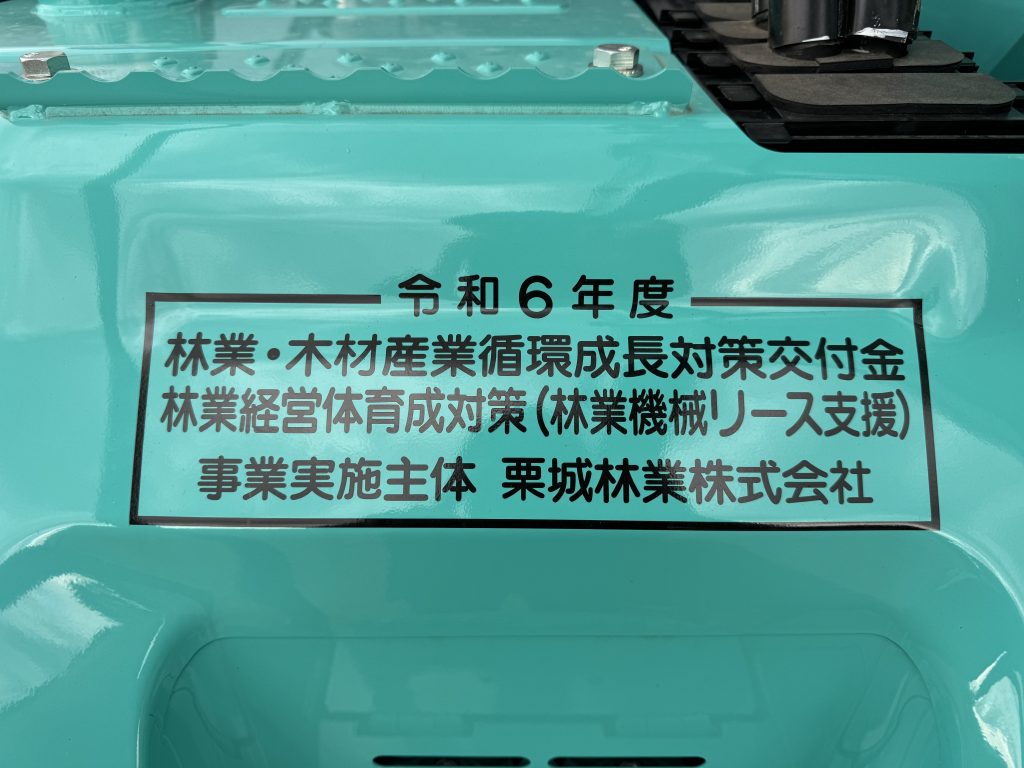 令和6年度
林業・木材産業循環成長対策交付金
林業経営体育成対策(林業機械リース支援)
事業実施主体 栗城林業株式会社